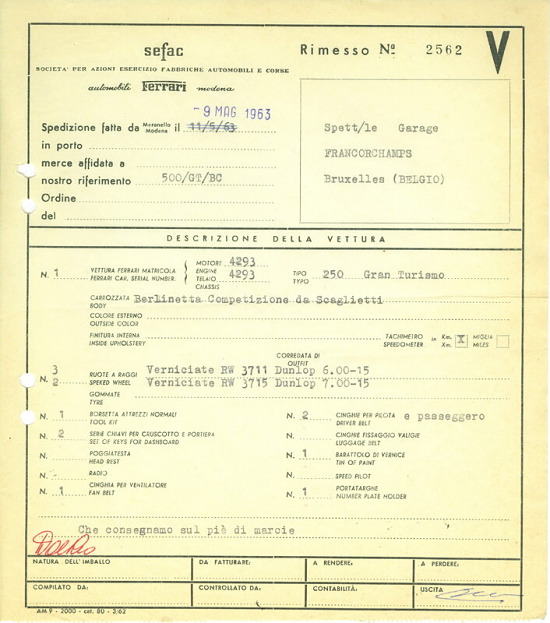 sefac
Rimesso Nº 2562 V
SOCIETA' PER AZIONI ESERCIZIO FABBRICHE AUTOMOBILI E CORSE
automobili Ferrari modena
-9 MAG 1963
Spedizione fatta da Maranello Modena il 11/5/63
in porto
merce affidata a
nostro riferimento 500/GT/BC
Ordine
del
Spett/le Garage
FRANCORCHAMPS
Bruxelles (BELGIO)
DESCRIZIONE DELLA VETTURA
N. 1 VETTURA FERRARI MATRICOLA
FERRARI CAR, SERIAL NUMBER.
MOTORE 4293
ENGINE
TELAIO 4293
CHASSIS
TIPO 250 Gran Turismo
TYPO
CARROZZATA Berlinetta Competizione da Scaglietti
BODY
COLORE ESTERNO
OUTSIDE COLOR
FINITURA INTERNA
INSIDE UPHOLSTERY
TACHIMETRO in Km. X MIGLIA
SPEEDOMETER Km. MILES
CORREDATA DI
OUTFIT
N. 3 RUOTE A RAGGI Verniciate RW 3711 Dunlop 6.00-15
2 SPEKED WHEEL Verniciate RW 3715 Dunlop 7.00-15
GOMMATE
TYRE
N. 1 BORSETTA ATTREZZI NORMALI
TOOL KIT
N. 2 CINGHIE PER PILOTA e passeggero
DRIVER BELT
N. 2 SERIE CHIAVI PER CRUSCOTTO E PORTIERA
SET OF KEYS FOR DASHBOARD
N. CINGHIE FISSAGGIO VALIGIE
LUGGAGE BELT
N. POGGIATESTA
HEAD REST
N. 1 BARATTOLO DI VERNICE
TIN OF PAINT
N. RADIO
N. SPEED PILOT
N. 1 CINGHIA PER VENTILATORE
FAN BELT
N. 1 PORTATARGHE
NUMBER PLATE HOLDER
Che consegnamo sul piè di marcie
NATURA DELL'IMBALLO
DA FATTURARE:
A RENDERE:
A PERDERE:
COMPILATO DA:
CONTROLLATO DA:
CONTABILITÀ:
USCITA
AM 9 - 2000 - cat. 80 - 3/62